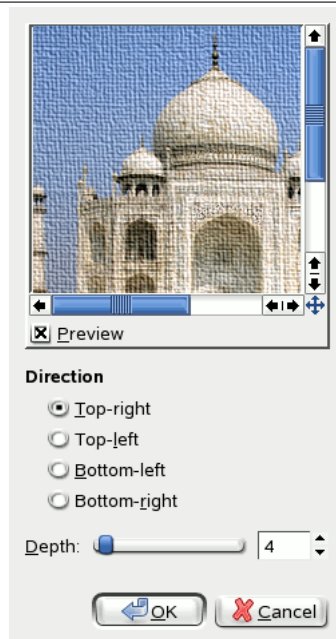 Preview
Direction
Top-right
Top-left
Bottom-left
Bottom-right
Depth: 4
OK Cancel